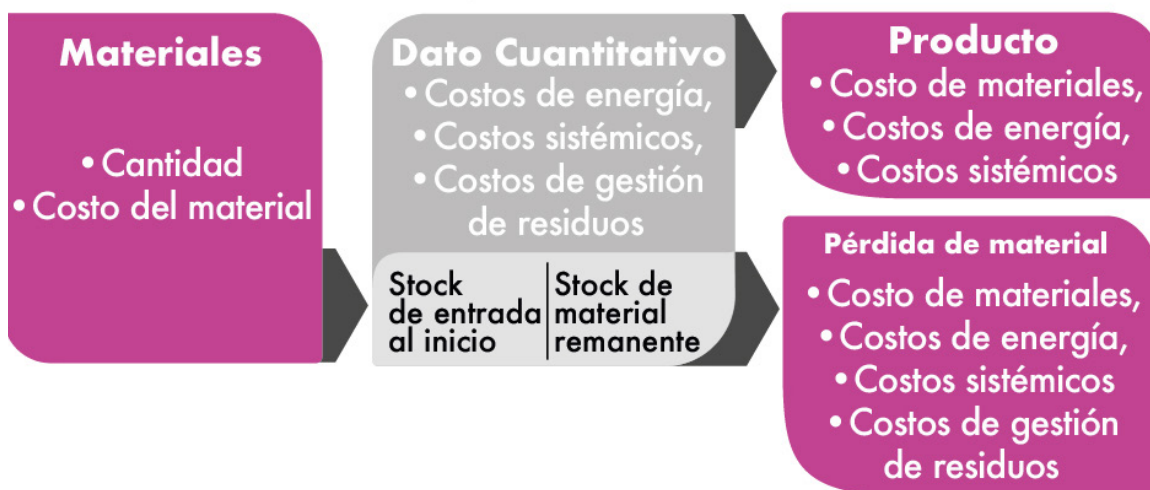 Materiales
• Cantidad
• Costo del material
Dato Cuantitativo
• Costos de energía,
• Costos sistémicos,
• Costos de gestión
de residuos
Stock
de entrada
al inicio
Stock de
material
remanente
Producto
• Costo de materiales,
• Costos de energía,
• Costos sistémicos
Pérdida de material
• Costo de materiales,
• Costos de energía,
• Costos sistémicos
• Costos de gestión
de residuos